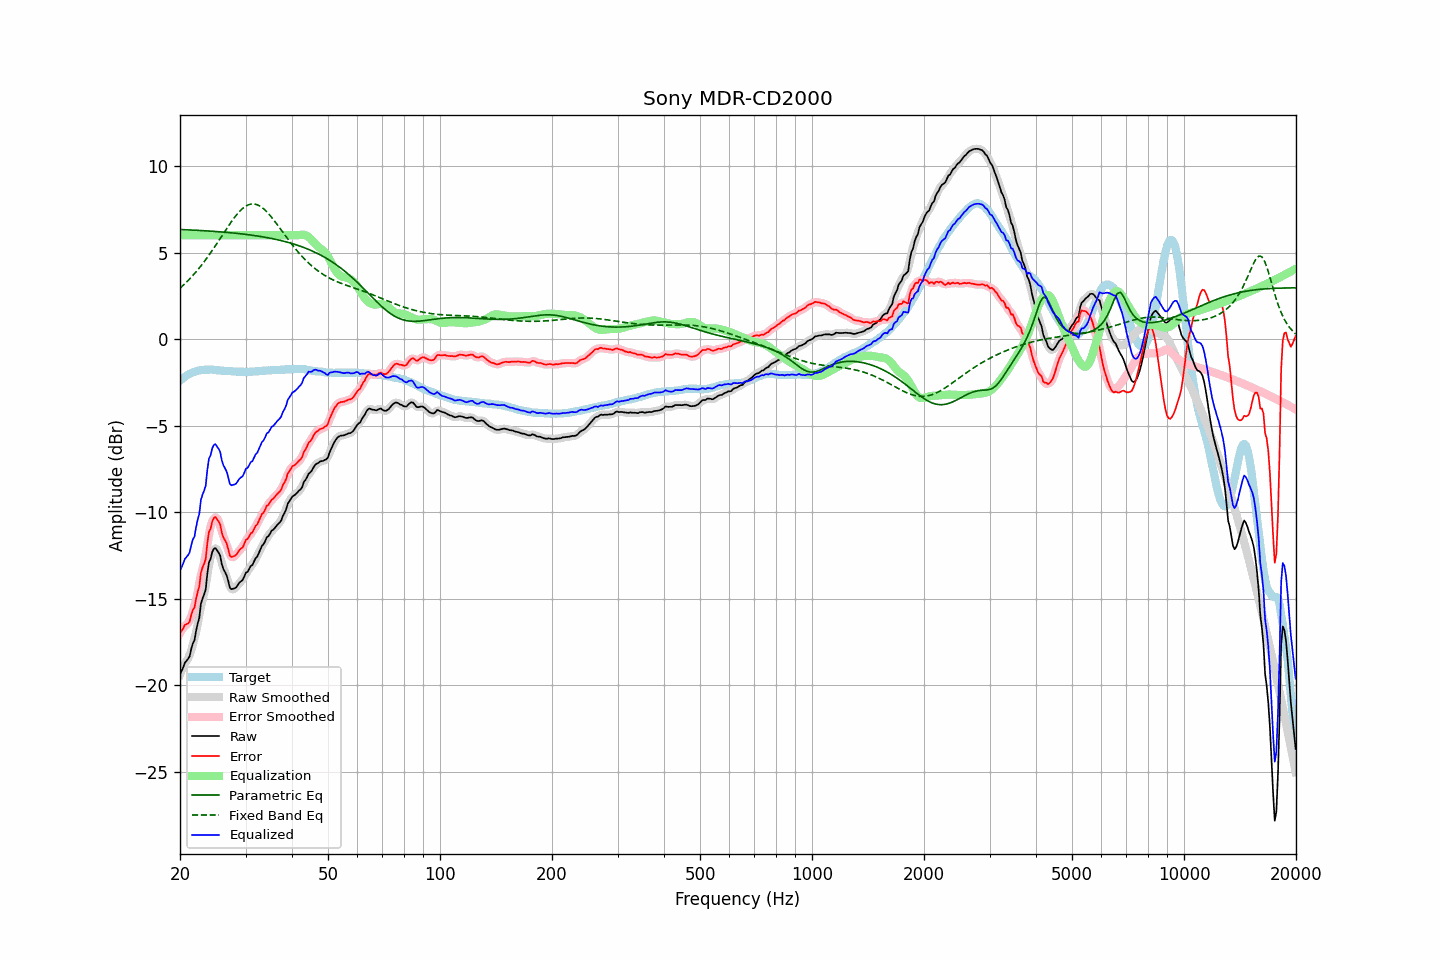 Sony MDR-CD2000
Amplitude (dBr)
10
5
0
−5
−10
−15
−20
−25
Target
Raw Smoothed
Error Smoothed
Raw
Error
Equalization
Parametric Eq
Fixed Band Eq
Equalized
20 50 100 200 500 1000 2000 5000 10000 20000
Frequency (Hz)